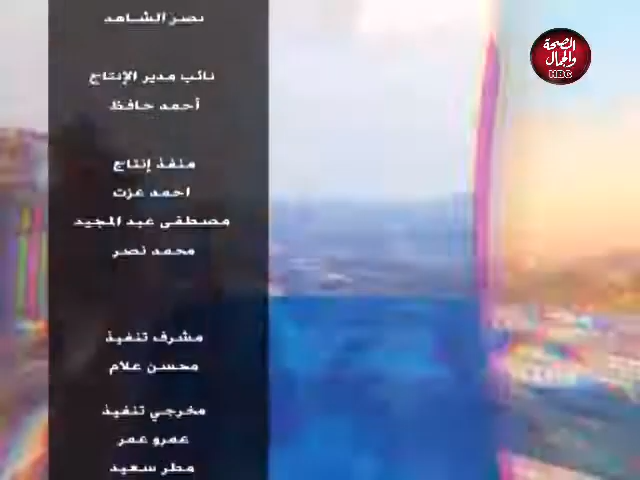 نصر الشاهد
الصحة
والجمال
HBC
نائب مدير الإنتاج
أحمد حافظ
منفذ إنتاج
احمد عزت
مصطفى عبد المجيد
محمد نصر
مشرف تنفيذ
محسن علام
مخرجي تنفيذ
عمرو عمر
مطر سعيد